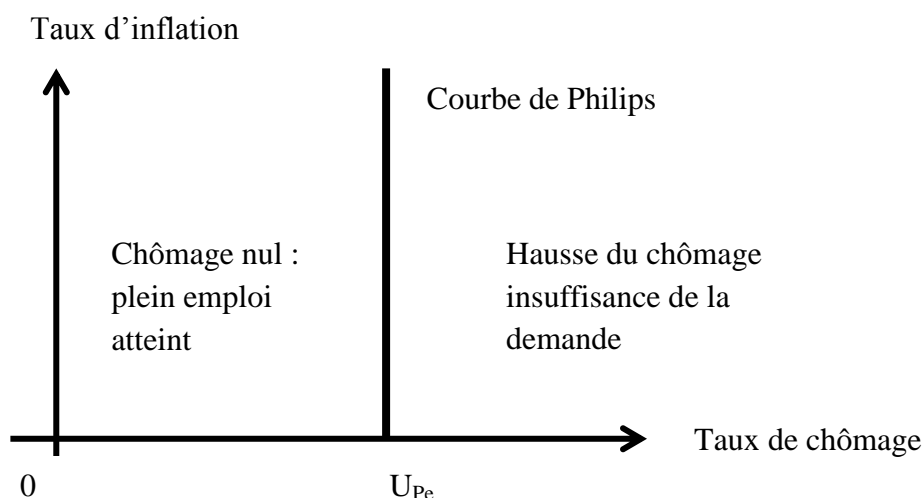 Taux d’inflation
Courbe de Philips
Chômage nul :
plein emploi
atteint
Hausse du chômage
insuffisance de la
demande
Taux de chômage
0
UPe